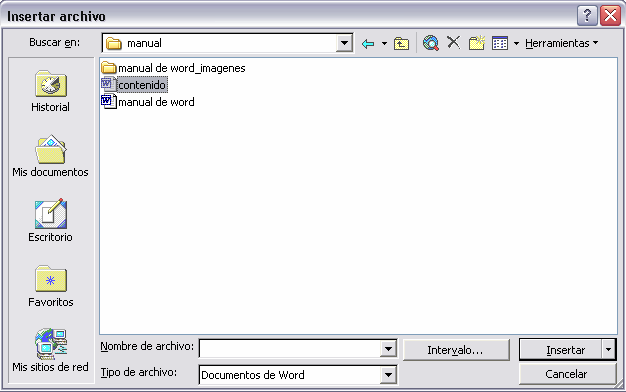 Insertar archivo
Buscar en: manual Herramientas
manual de word_imagenes
contenido
manual de word
Historial
Mis documentos
Escritorio
Favoritos
Mis sitios de red
Nombre de archivo: Intervalo... Insertar
Tipo de archivo: Documentos de Word Cancelar